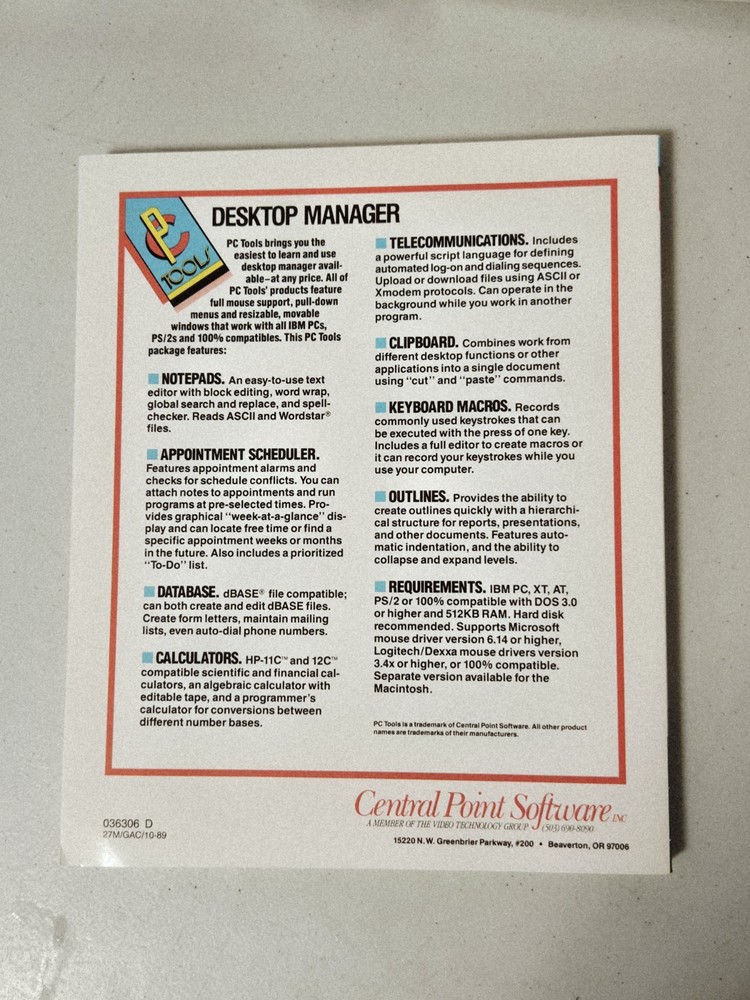 PC TOOLS
DESKTOP MANAGER
PC Tools brings you the
easiest to learn and use
desktop manager avail-
able–at any price. All of
PC Tools' products feature
full mouse support, pull-down
menus and resizable, movable
windows that work with all IBM PCs,
PS/2s and 100% compatibles. This PC Tools
package features:
NOTEPADS. An easy-to-use text
editor with block editing, word wrap,
global search and replace, and spell-
checker. Reads ASCII and Wordstar®
files.
APPOINTMENT SCHEDULER.
Features appointment alarms and
checks for schedule conflicts. You can
attach notes to appointments and run
programs at pre-selected times. Pro-
vides graphical "week-at-a-glance" dis-
play and can locate free time or find a
specific appointment weeks or months
in the future. Also includes a prioritized
"To-Do" list.
DATABASE. dBASE® file compatible;
can both create and edit dBASE files.
Create form letters, maintain mailing
lists, even auto-dial phone numbers.
CALCULATORS. HP-11C™ and 12C™
compatible scientific and financial cal-
culators, an algebraic calculator with
editable tape, and a programmer's
calculator for conversions between
different number bases.
TELECOMMUNICATIONS. Includes
a powerful script language for defining
automated log-on and dialing sequences.
Upload or download files using ASCII or
Xmodem protocols. Can operate in the
background while you work in another
program.
CLIPBOARD. Combines work from
different desktop functions or other
applications into a single document
using "cut" and "paste" commands.
KEYBOARD MACROS. Records
commonly used keystrokes that can
be executed with the press of one key.
Includes a full editor to create macros or
it can record your keystrokes while you
use your computer.
OUTLINES. Provides the ability to
create outlines quickly with a hierarchi-
cal structure for reports, presentations,
and other documents. Features auto-
matic indentation, and the ability to
collapse and expand levels.
REQUIREMENTS. IBM PC, XT, AT,
PS/2 or 100% compatible with DOS 3.0
or higher and 512KB RAM. Hard disk
recommended. Supports Microsoft
mouse driver version 6.14 or higher,
Logitech/Dexxa mouse drivers version
3.4x or higher, or 100% compatible.
Separate version available for the
Macintosh.
PC Tools is a trademark of Central Point Software. All other product
names are trademarks of their manufacturers.
036306 D
27M/GAC/10-89
Central Point Software INC
A MEMBER OF THE VIDEO TECHNOLOGY GROUP (503) 690-8090
15220 N.W. Greenbrier Parkway, #200 • Beaverton, OR 97006